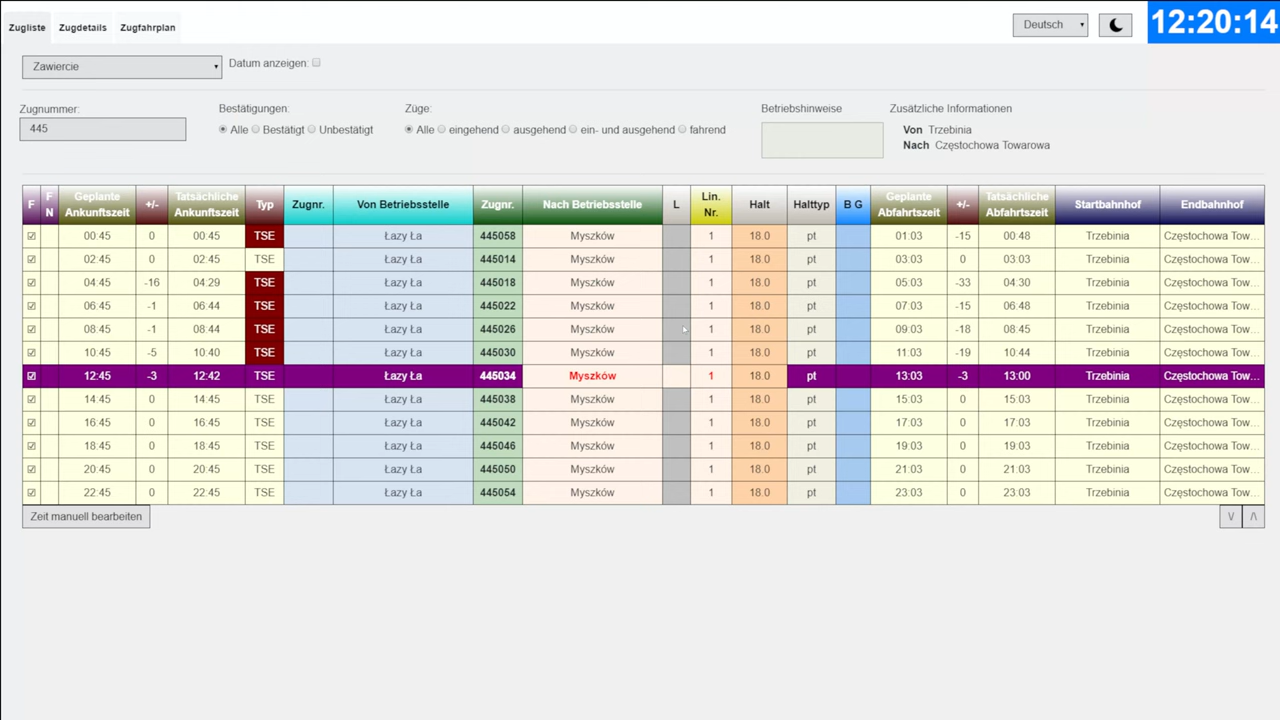 Zugliste Zugdetails Zugfahrplan Deutsch 12:20:14
Zawiercie Datum anzeigen:
Zugnummer: Bestätigungen: Züge: Betriebshinweise Zusätzliche Informationen
445 Alle Bestätigt Unbestätigt Alle eingehend ausgehend ein- und ausgehend fahrend Von Trzebinia
Nach Częstochowa Towarowa
F F N Geplante Ankunftszeit +/- Tatsächliche Ankunftszeit Typ Zugnr. Von Betriebsstelle Zugnr. Nach Betriebsstelle L Lin. Nr. Halt Halttyp B G Geplante Abfahrtszeit +/- Tatsächliche Abfahrtszeit Startbahnhof Endbahnhof
00:45 0 00:45 TSE Łazy Ła 445058 Myszków 1 18.0 pt 01:03 -15 00:48 Trzebinia Częstochowa Tow...
02:45 0 02:45 TSE Łazy Ła 445014 Myszków 1 18.0 pt 03:03 0 03:03 Trzebinia Częstochowa Tow...
04:45 -16 04:29 TSE Łazy Ła 445018 Myszków 1 18.0 pt 05:03 -33 04:30 Trzebinia Częstochowa Tow...
06:45 -1 06:44 TSE Łazy Ła 445022 Myszków 1 18.0 pt 07:03 -15 06:48 Trzebinia Częstochowa Tow...
08:45 -1 08:44 TSE Łazy Ła 445026 Myszków 1 18.0 pt 09:03 -18 08:45 Trzebinia Częstochowa Tow...
10:45 -5 10:40 TSE Łazy Ła 445030 Myszków 1 18.0 pt 11:03 -19 10:44 Trzebinia Częstochowa Tow...
12:45 -3 12:42 TSE Łazy Ła 445034 Myszków 1 18.0 pt 13:03 -3 13:00 Trzebinia Częstochowa Tow...
14:45 0 14:45 TSE Łazy Ła 445038 Myszków 1 18.0 pt 15:03 0 15:03 Trzebinia Częstochowa Tow...
16:45 0 16:45 TSE Łazy Ła 445042 Myszków 1 18.0 pt 17:03 0 17:03 Trzebinia Częstochowa Tow...
18:45 0 18:45 TSE Łazy Ła 445046 Myszków 1 18.0 pt 19:03 0 19:03 Trzebinia Częstochowa Tow...
20:45 0 20:45 TSE Łazy Ła 445050 Myszków 1 18.0 pt 21:03 0 21:03 Trzebinia Częstochowa Tow...
22:45 0 22:45 TSE Łazy Ła 445054 Myszków 1 18.0 pt 23:03 0 23:03 Trzebinia Częstochowa Tow...
Zeit manuell bearbeiten